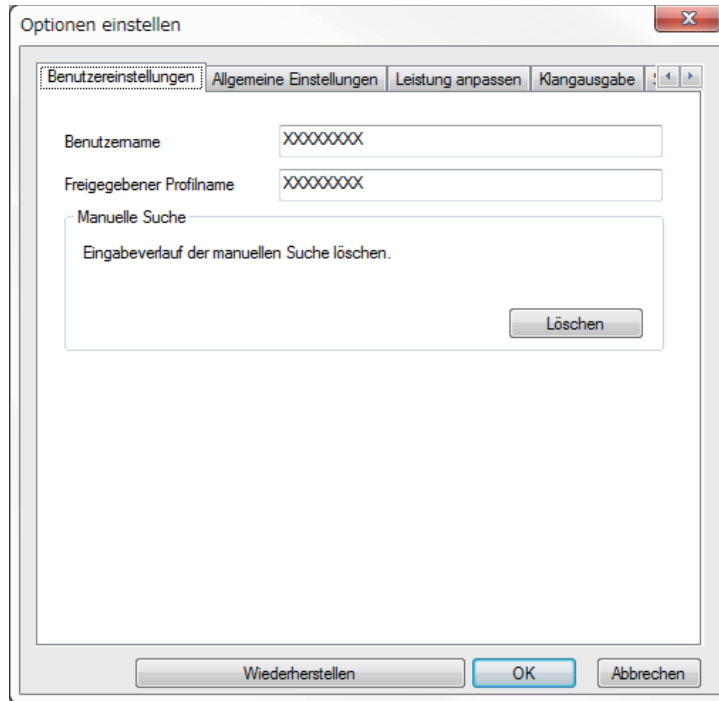 Optionen einstellen
Benutzereinstellungen Allgemeine Einstellungen Leistung anpassen Klangausgabe
Benutzername XXXXXXXX
Freigegebener Profilname XXXXXXXX
Manuelle Suche
Eingabeverlauf der manuellen Suche löschen.
Löschen
Wiederherstellen OK Abbrechen